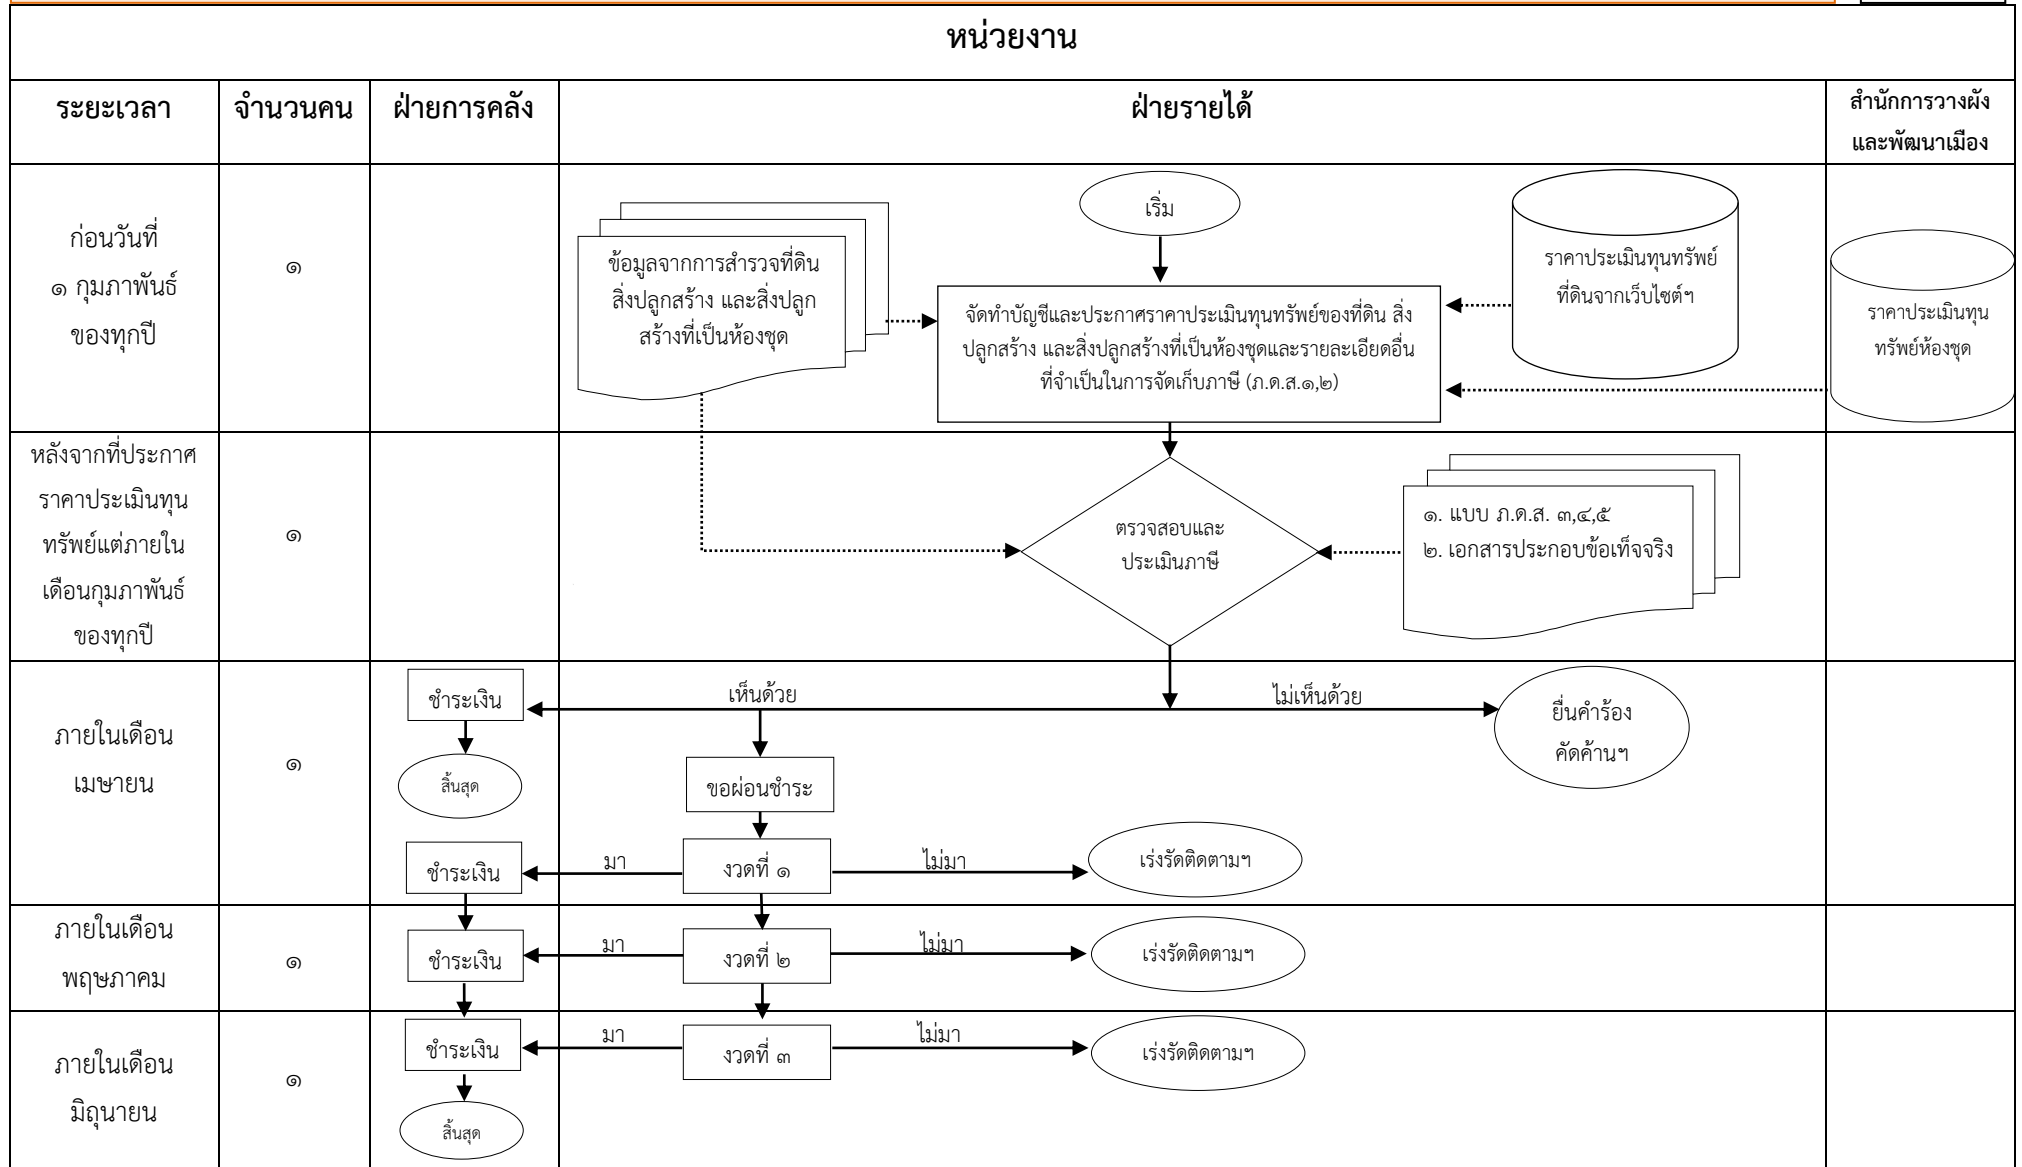 หน่วยงาน
ระยะเวลา
จำนวนคน
ฝ่ายการคลัง
ฝ่ายรายได้
สำนักการวางผัง
และพัฒนาเมือง
ก่อนวันที่
๑ กุมภาพันธ์
ของทุกปี
๑
ข้อมูลจากการสำรวจที่ดิน
สิ่งปลูกสร้าง และสิ่งปลูก
สร้างที่เป็นห้องชุด
เริ่ม
จัดทำบัญชีและประกาศราคาประเมินทุนทรัพย์ของที่ดิน สิ่ง
ปลูกสร้าง และสิ่งปลูกสร้างที่เป็นห้องชุดและรายละเอียดอื่น
ที่จำเป็นในการจัดเก็บภาษี (ภ.ด.ส.๑,๒)
ราคาประเมินทุนทรัพย์
ที่ดินจากเว็บไซต์ฯ
ราคาประเมินทุน
ทรัพย์ห้องชุด
หลังจากที่ประกาศ
ราคาประเมินทุน
ทรัพย์แต่ภายใน
เดือนกุมภาพันธ์
ของทุกปี
๑
ตรวจสอบและ
ประเมินภาษี
๑. แบบ ภ.ด.ส. ๓,๔,๕
๒. เอกสารประกอบข้อเท็จจริง
ภายในเดือน
เมษายน
๑
ชำระเงิน
เห็นด้วย
ไม่เห็นด้วย
ยื่นคำร้อง
คัดค้านฯ
สิ้นสุด
ขอผ่อนชำระ
ชำระเงิน
มา
งวดที่ ๑
ไม่มา
เร่งรัดติดตามฯ
ภายในเดือน
พฤษภาคม
๑
ชำระเงิน
มา
งวดที่ ๒
ไม่มา
เร่งรัดติดตามฯ
ภายในเดือน
มิถุนายน
๑
ชำระเงิน
มา
งวดที่ ๓
ไม่มา
เร่งรัดติดตามฯ
สิ้นสุด